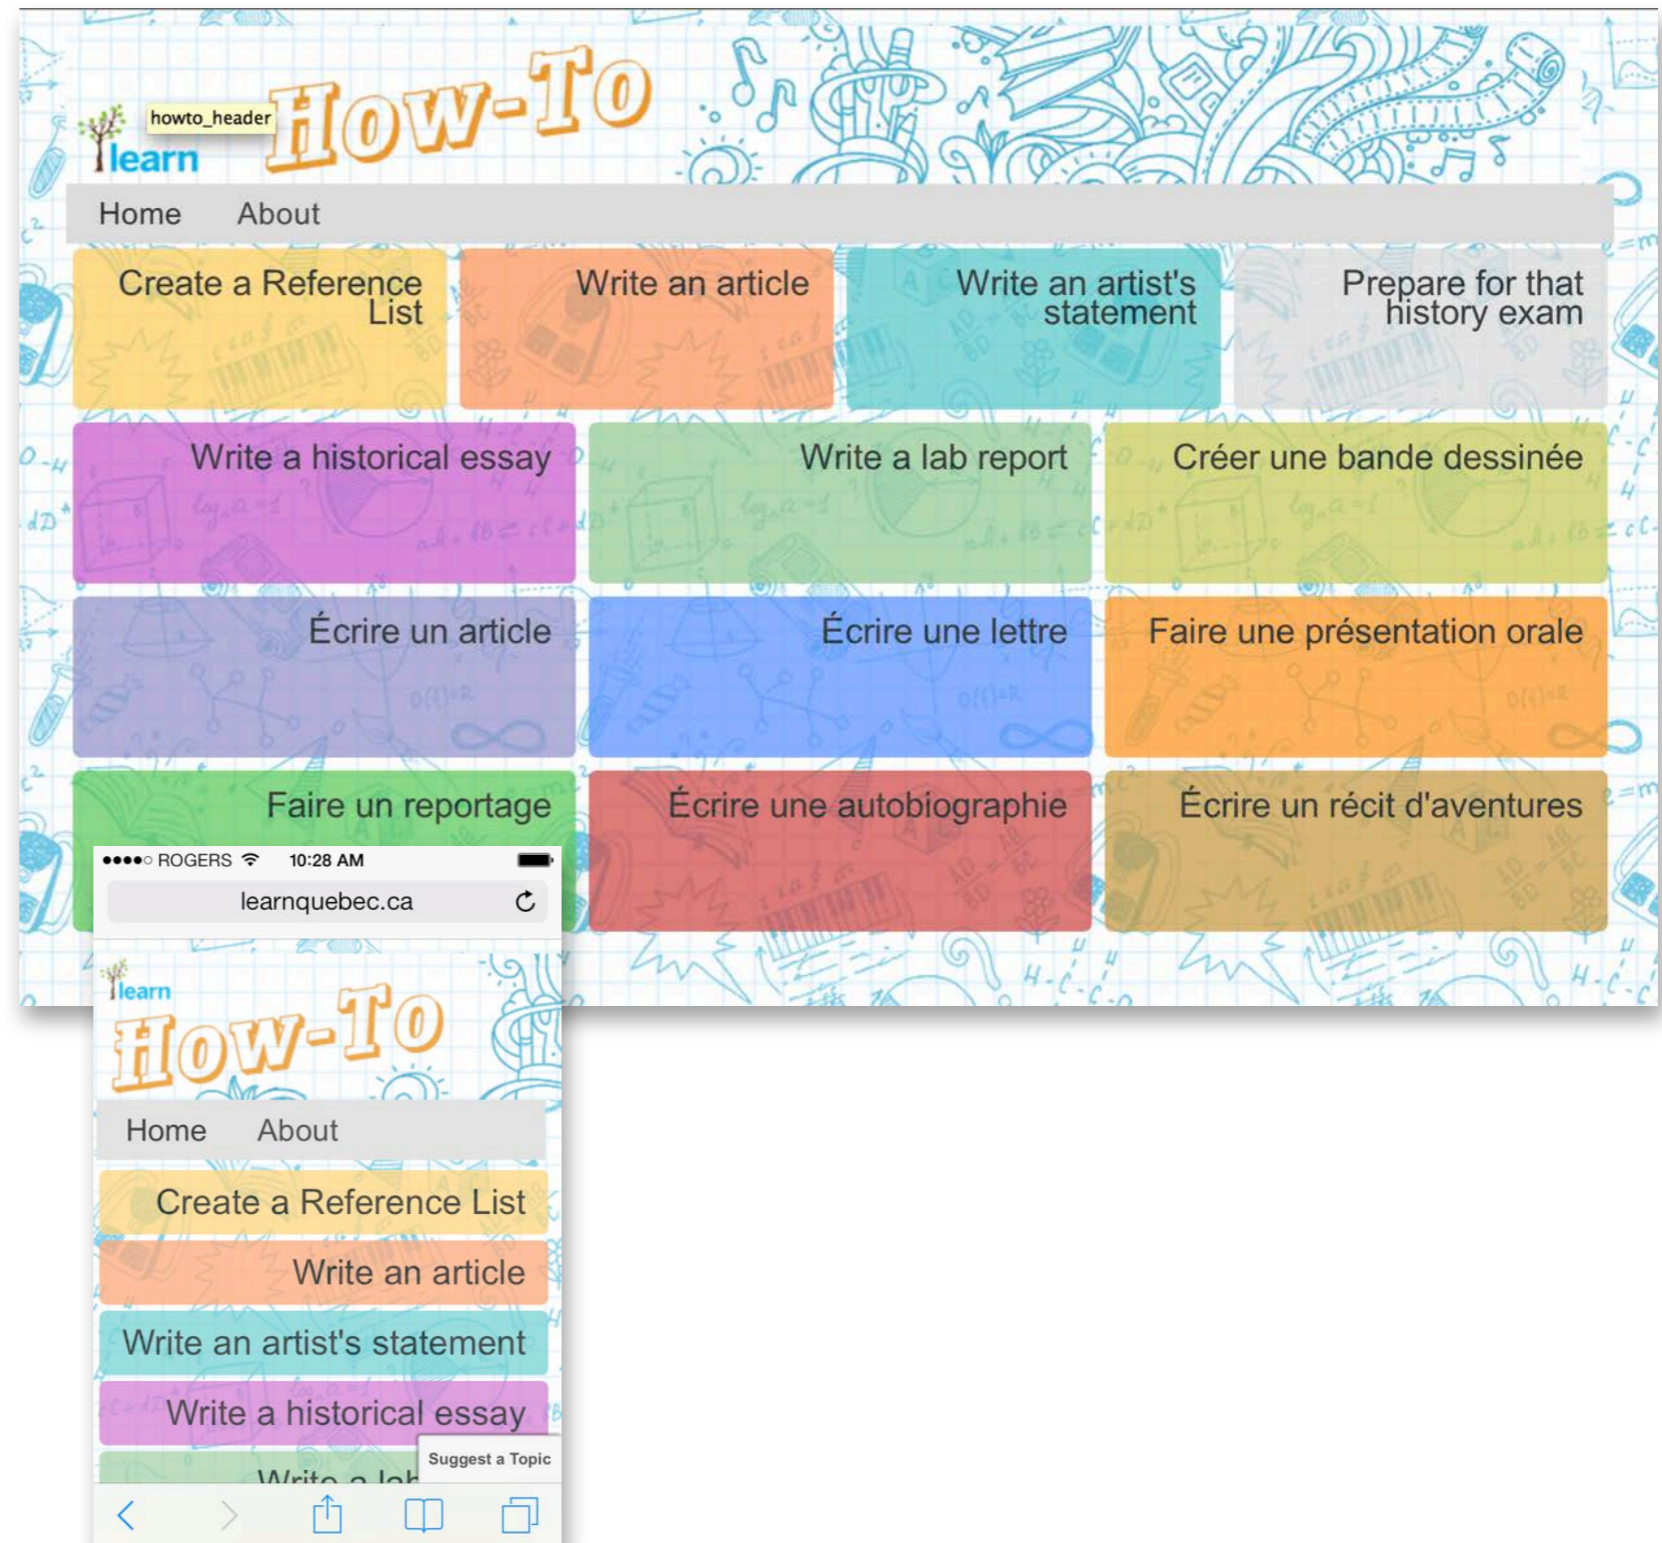 learn
howto_header
How-To
Home About
Create a Reference
List
Write an article
Write an artist's
statement
Prepare for that
history exam
Write a historical essay
Write a lab report
Créer une bande dessinée
Écrire un article
Écrire une lettre
Faire une présentation orale
Faire un reportage
Écrire une autobiographie
Écrire un récit d'aventures
ROGERS 10:28 AM
learnquebec.ca
learn
How-To
Home About
Create a Reference List
Write an article
Write an artist's statement
Write a historical essay
Write a lab
Suggest a Topic